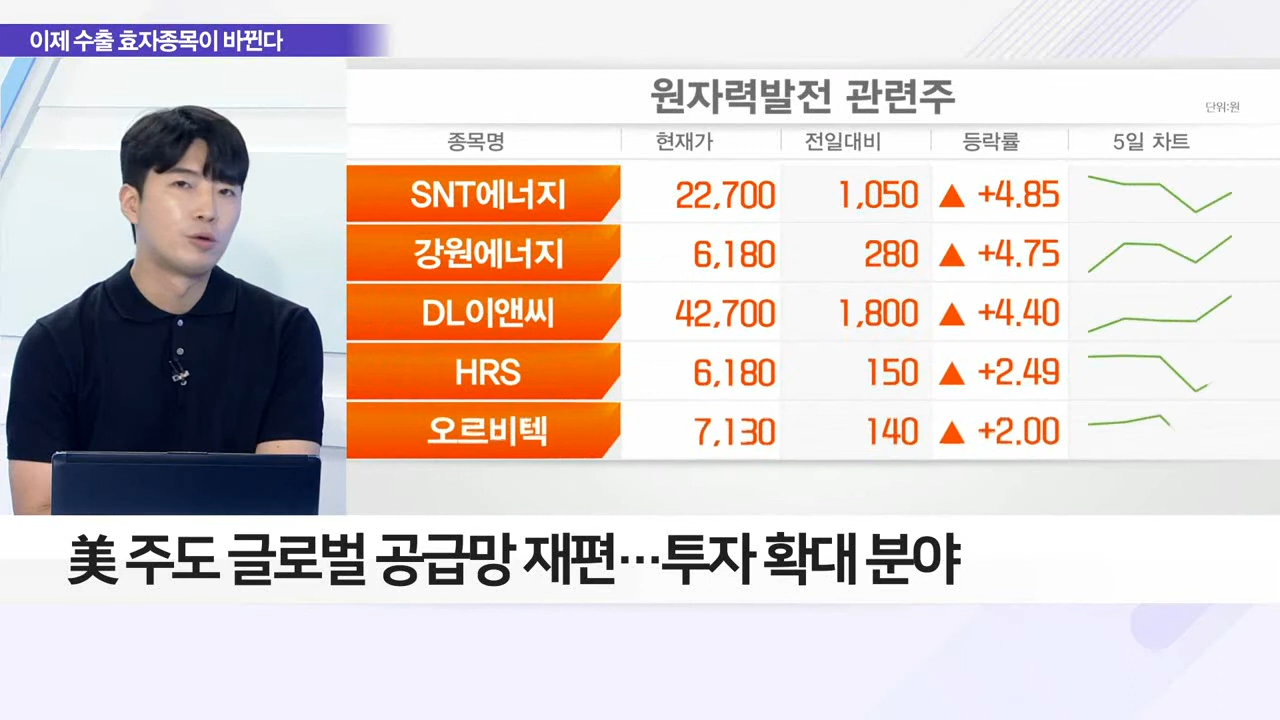 이제 수출 효자종목이 바뀐다
원자력발전 관련주
단위:원
종목명 현재가 전일대비 등락률 5일 차트
SNT에너지 22,700 1,050 ▲ +4.85
강원에너지 6,180 280 ▲ +4.75
DL이앤씨 42,700 1,800 ▲ +4.40
HRS 6,180 150 ▲ +2.49
오르비텍 7,130 140 ▲ +2.00
美 주도 글로벌 공급망 재편…투자 확대 분야